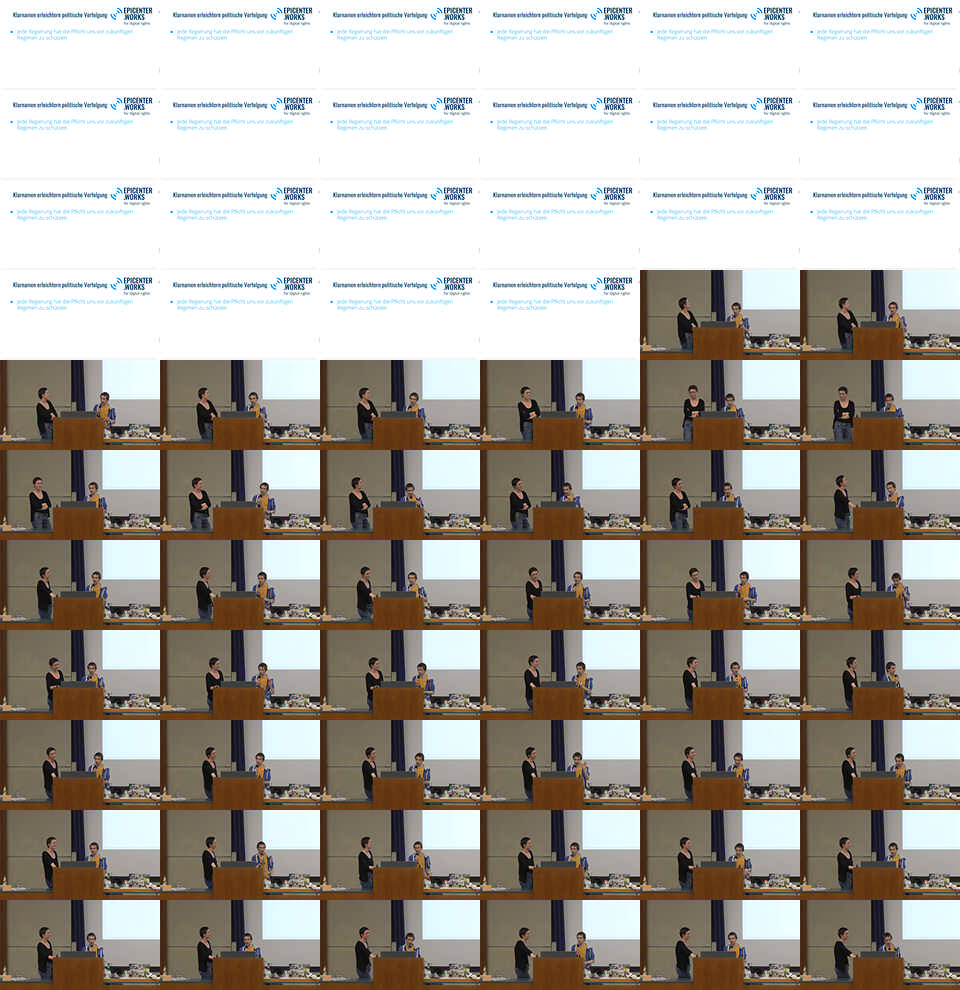 Klarnamen erleichtern politische Verfolgung
EPICENTER
.WORKS
for digital rights
Jede Regierung hat die Pflicht uns vor zukünftigen
Regimen zu schützen